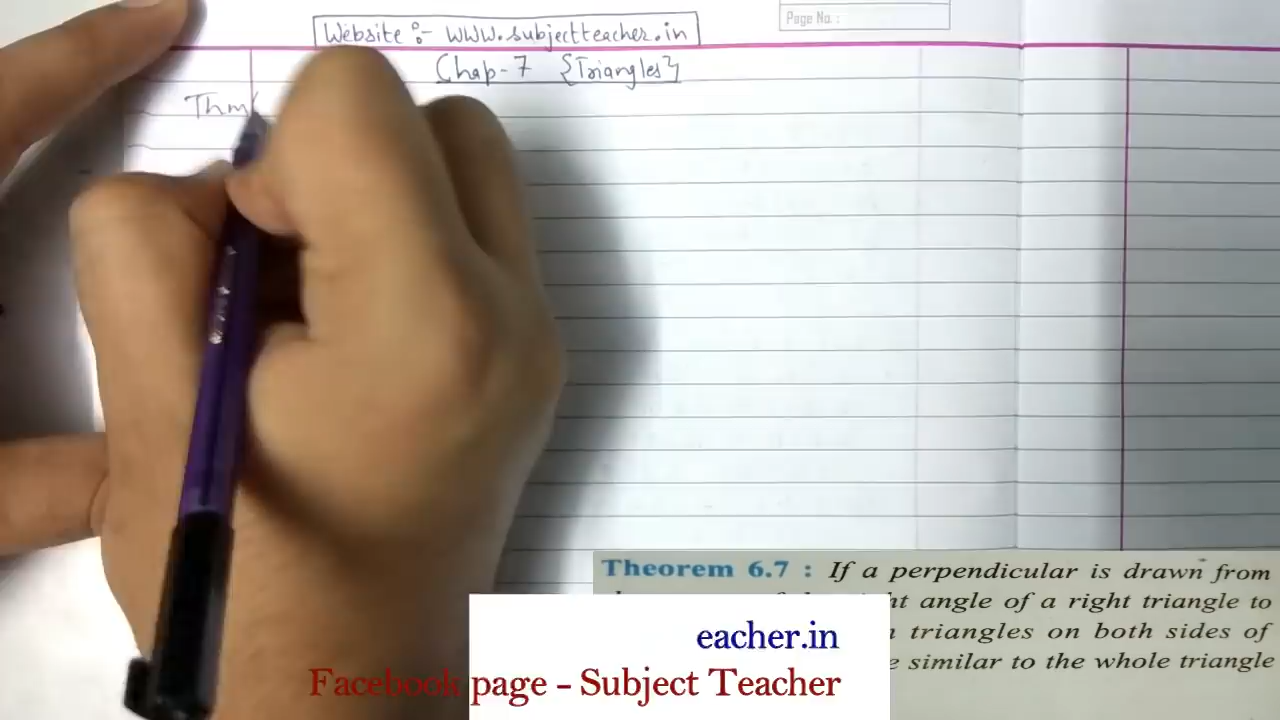 Page No. :
Website :- www.subjectteacher.in
Chap-7 {Triangles}
Thm
Theorem 6.7 : If a perpendicular is drawn from
angle of a right triangle to
triangles on both sides of
similar to the whole triangle
eacher.in
Facebook page - Subject Teacher